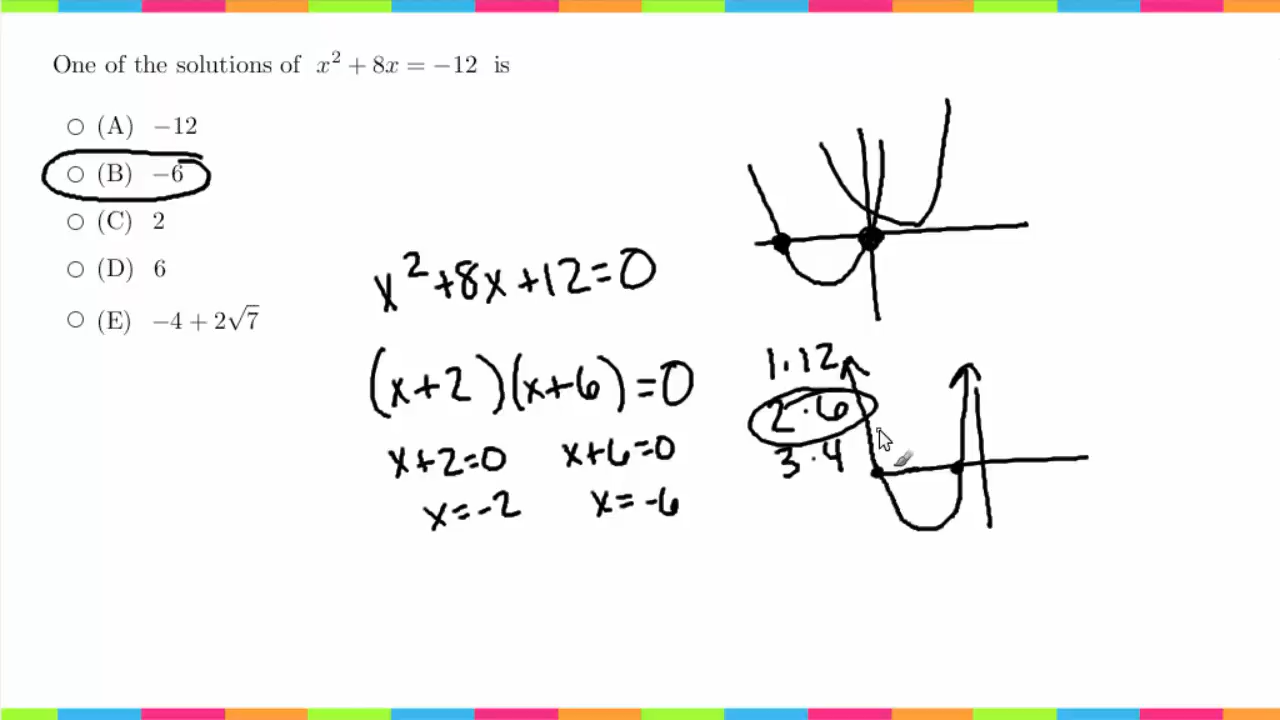 One of the solutions of x² + 8x = −12 is
(A) −12
(B) −6
(C) 2
(D) 6
(E) −4 + 2√7
x²+8x+12=0
(x+2)(x+6)=0
x+2=0 x+6=0
x=-2 x=-6
1·12
2·6
3·4